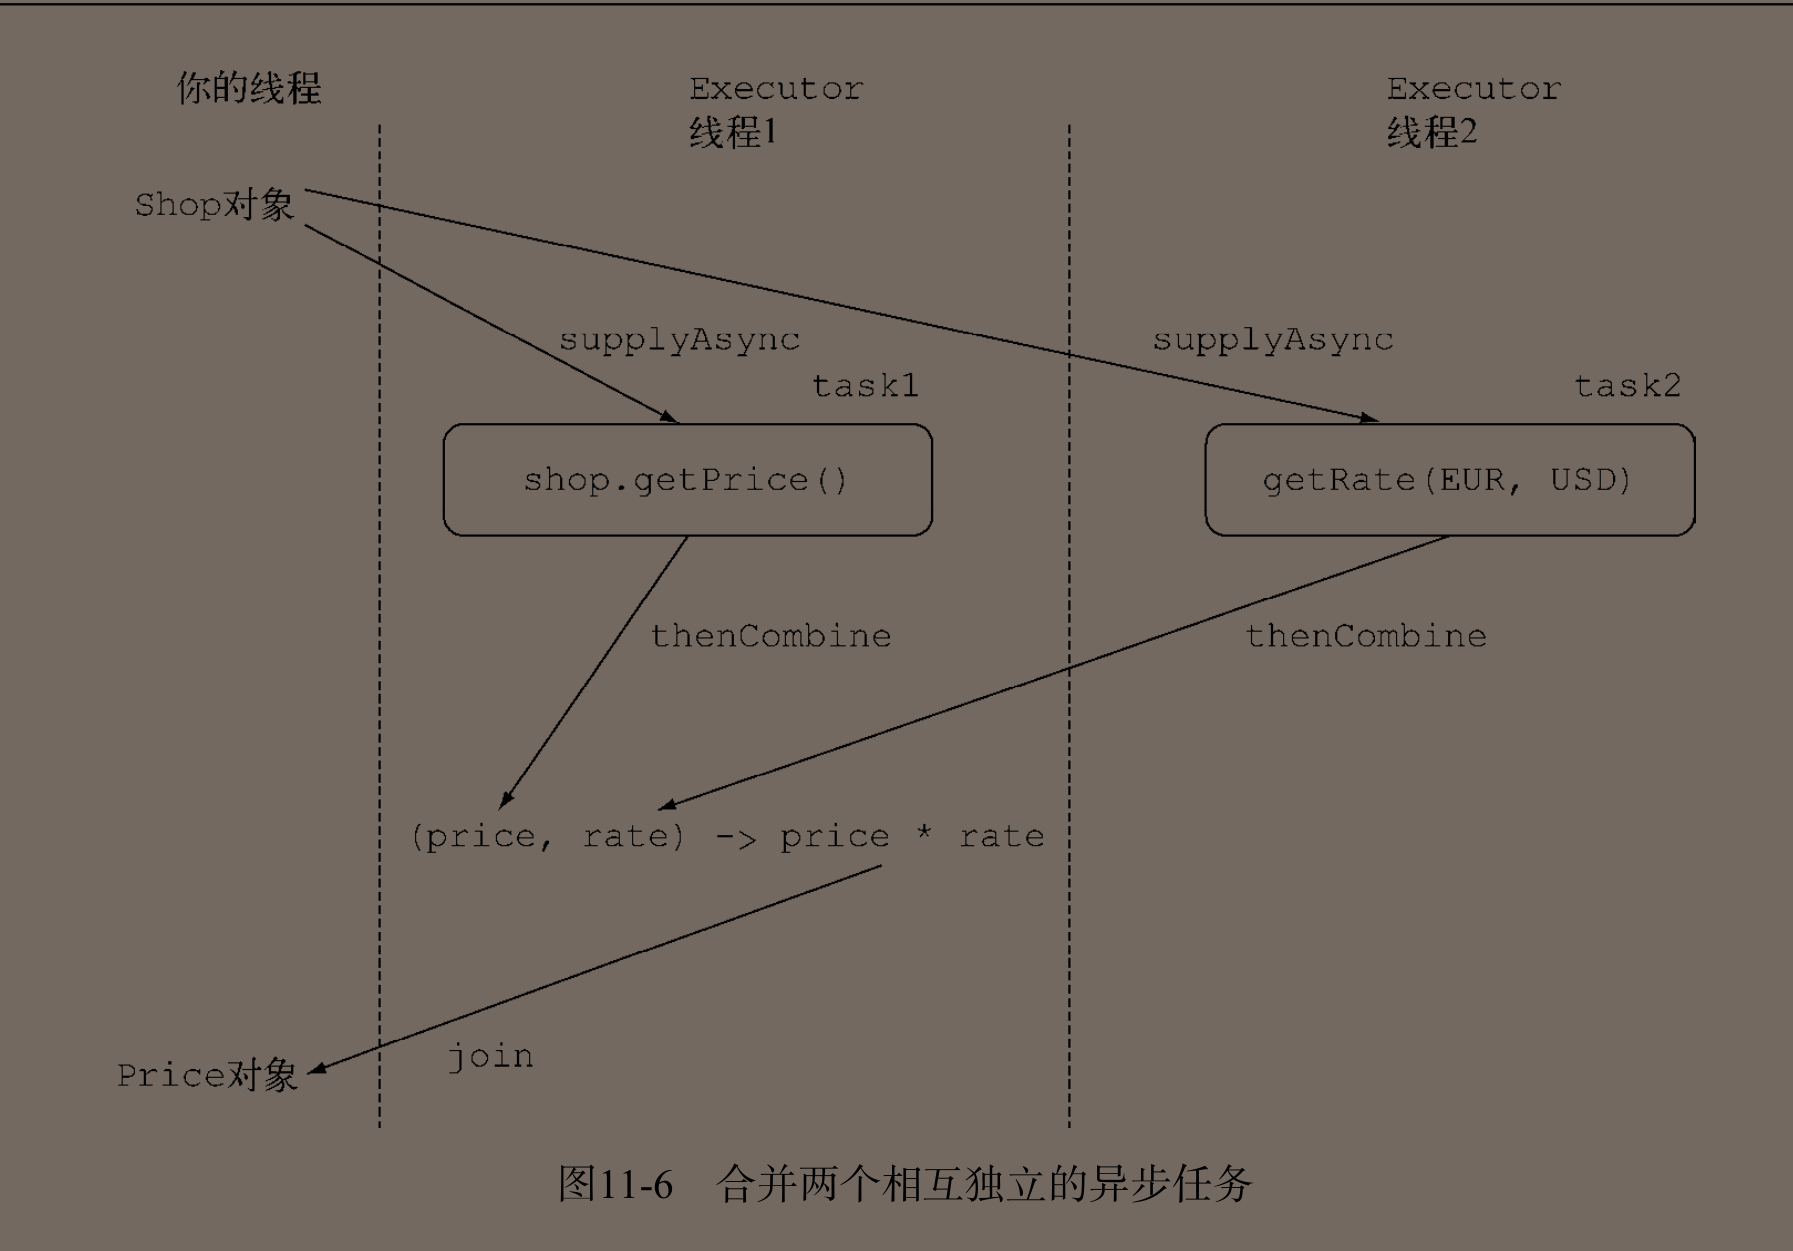 你的线程
Executor
线程1
Executor
线程2
Shop对象
supplyAsync
supplyAsync
task1
task2
shop.getPrice()
getRate(EUR, USD)
thenCombine
thenCombine
(price, rate) -> price * rate
join
Price对象
图11-6 合并两个相互独立的异步任务